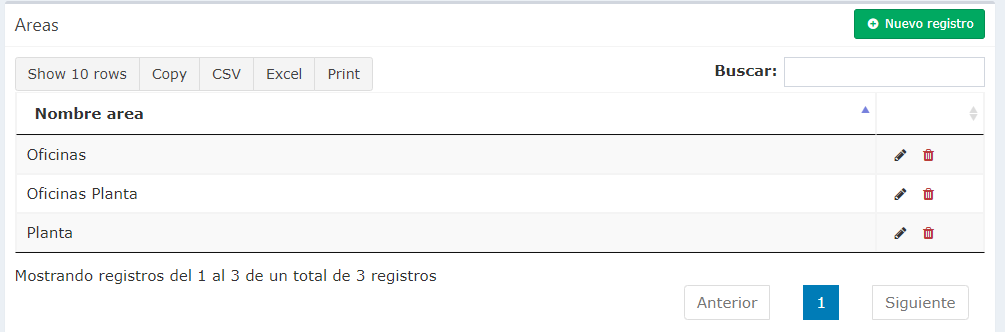 Areas
Nuevo registro
Show 10 rows Copy CSV Excel Print Buscar:
Nombre area
Oficinas
Oficinas Planta
Planta
Mostrando registros del 1 al 3 de un total de 3 registros
Anterior 1 Siguiente